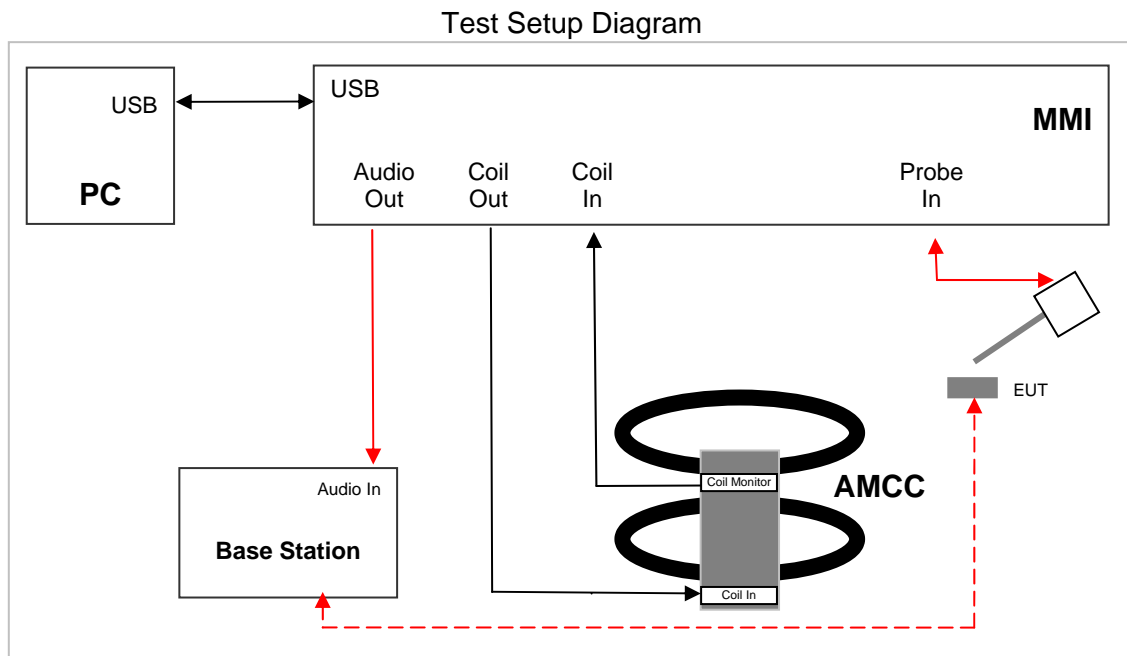 Test Setup Diagram
USB
USB
MMI
PC
Audio
Out
Coil
Out
Coil
In
Probe
In
EUT
Coil Monitor
AMCC
Audio In
Base Station
Coil In